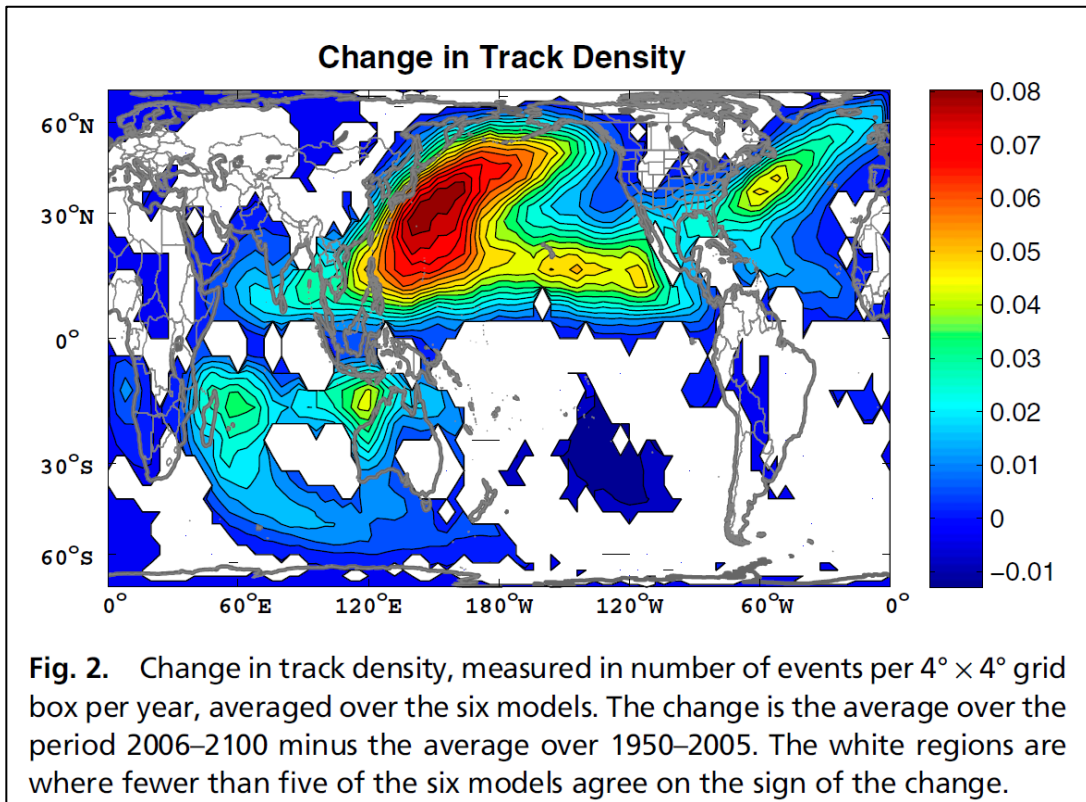 Change in Track Density
60°N
30°N
0°
30°S
60°S
0°
60°E
120°E
180°W
120°W
60°W
0°
0.08
0.07
0.06
0.05
0.04
0.03
0.02
0.01
0
−0.01
Fig. 2. Change in track density, measured in number of events per 4° × 4° grid
box per year, averaged over the six models. The change is the average over the
period 2006–2100 minus the average over 1950–2005. The white regions are
where fewer than five of the six models agree on the sign of the change.